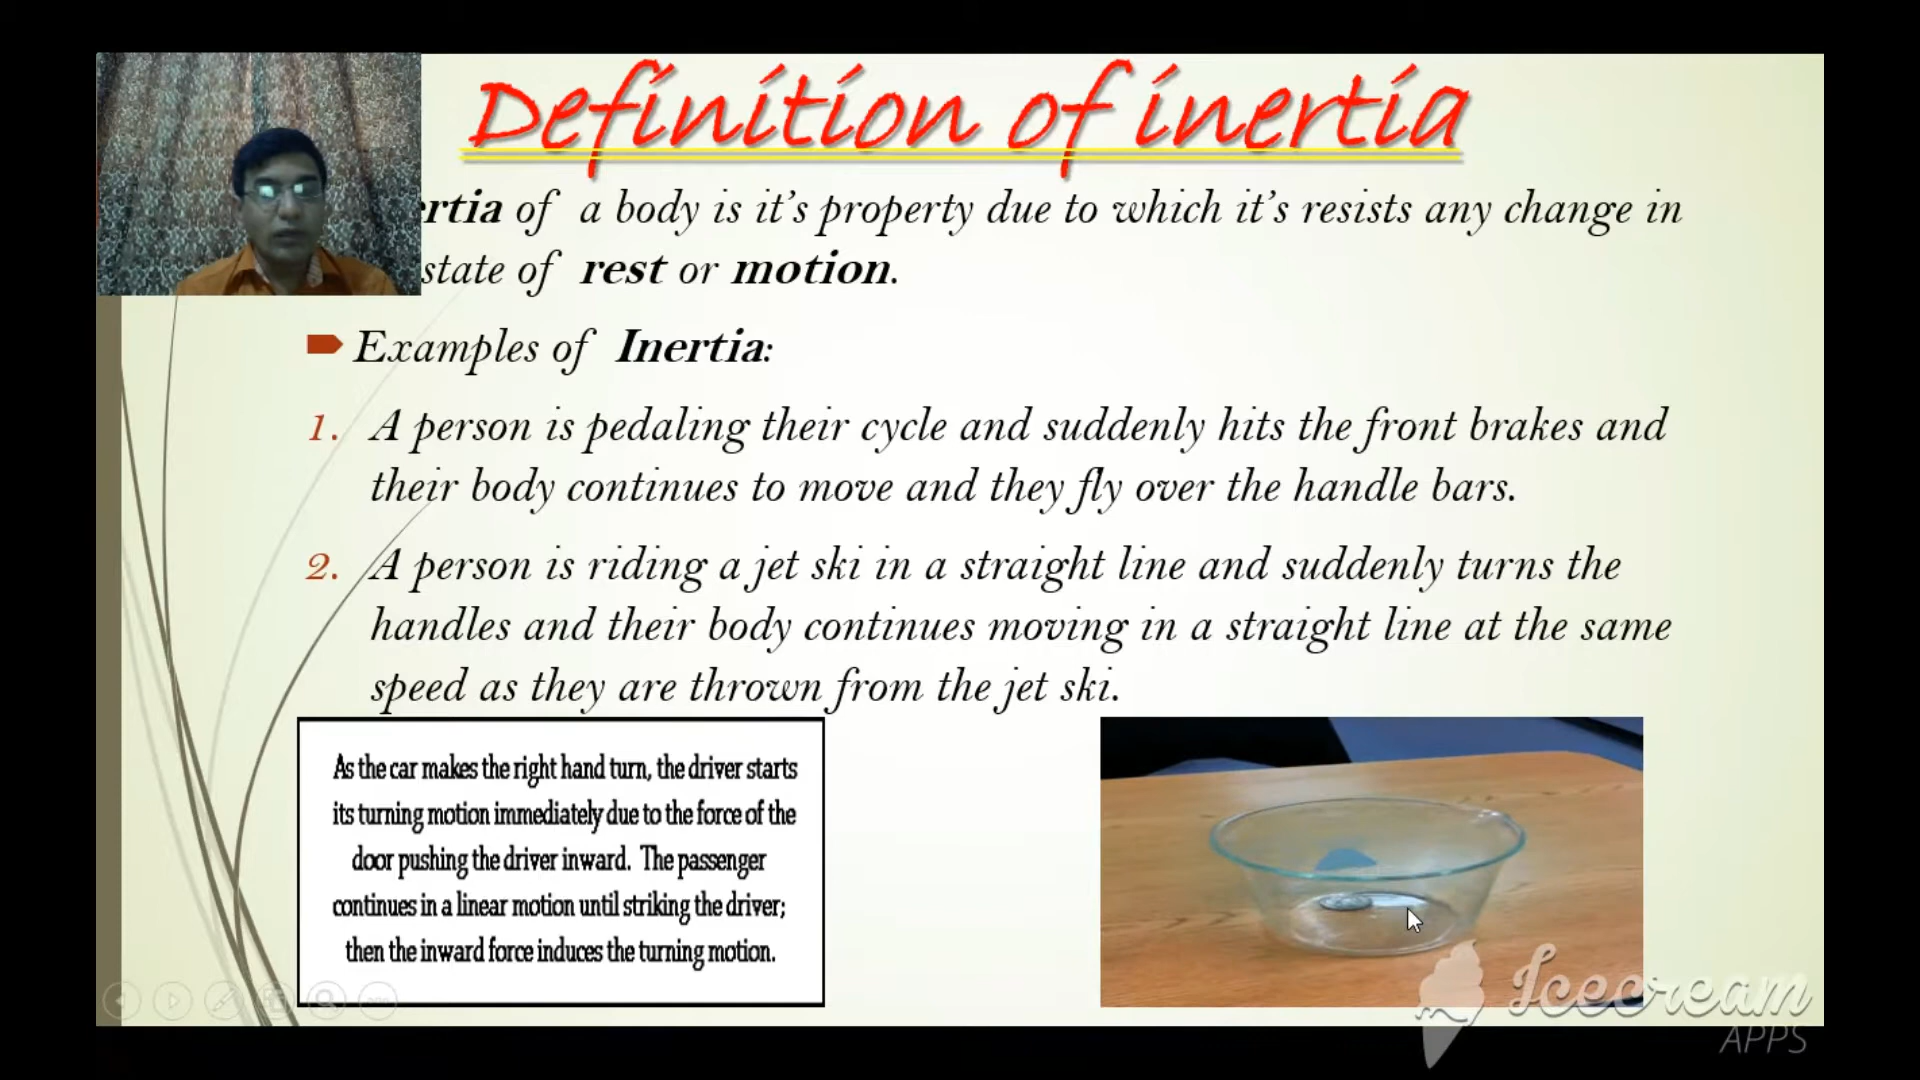 Definition of inertia
ertia of a body is it's property due to which it's resists any change in
state of rest or motion.
Examples of Inertia:
1. A person is pedaling their cycle and suddenly hits the front brakes and
their body continues to move and they fly over the handle bars.
2. A person is riding a jet ski in a straight line and suddenly turns the
handles and their body continues moving in a straight line at the same
speed as they are thrown from the jet ski.
As the car makes the right hand turn, the driver starts
its turning motion immediately due to the force of the
door pushing the driver inward. The passenger
continues in a linear motion until striking the driver;
then the inward force induces the turning motion.
Icecream
APPS